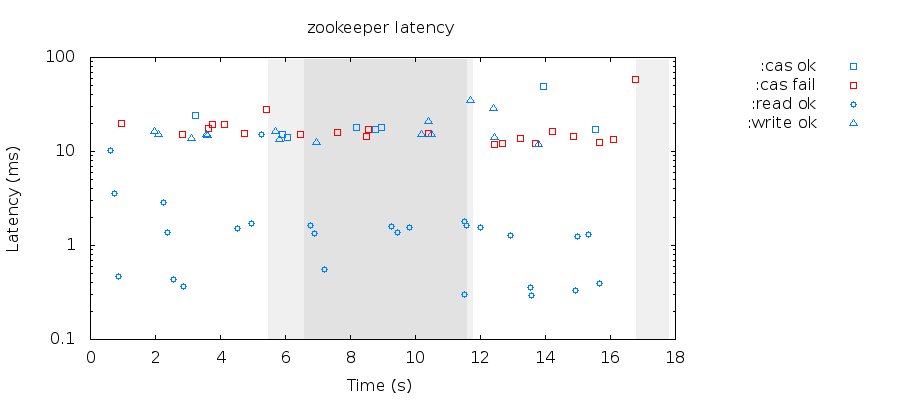 zookeeper latency
100
10
1
0.1
Latency (ms)
0 2 4 6 8 10 12 14 16 18
Time (s)
:cas ok
:cas fail
:read ok
:write ok